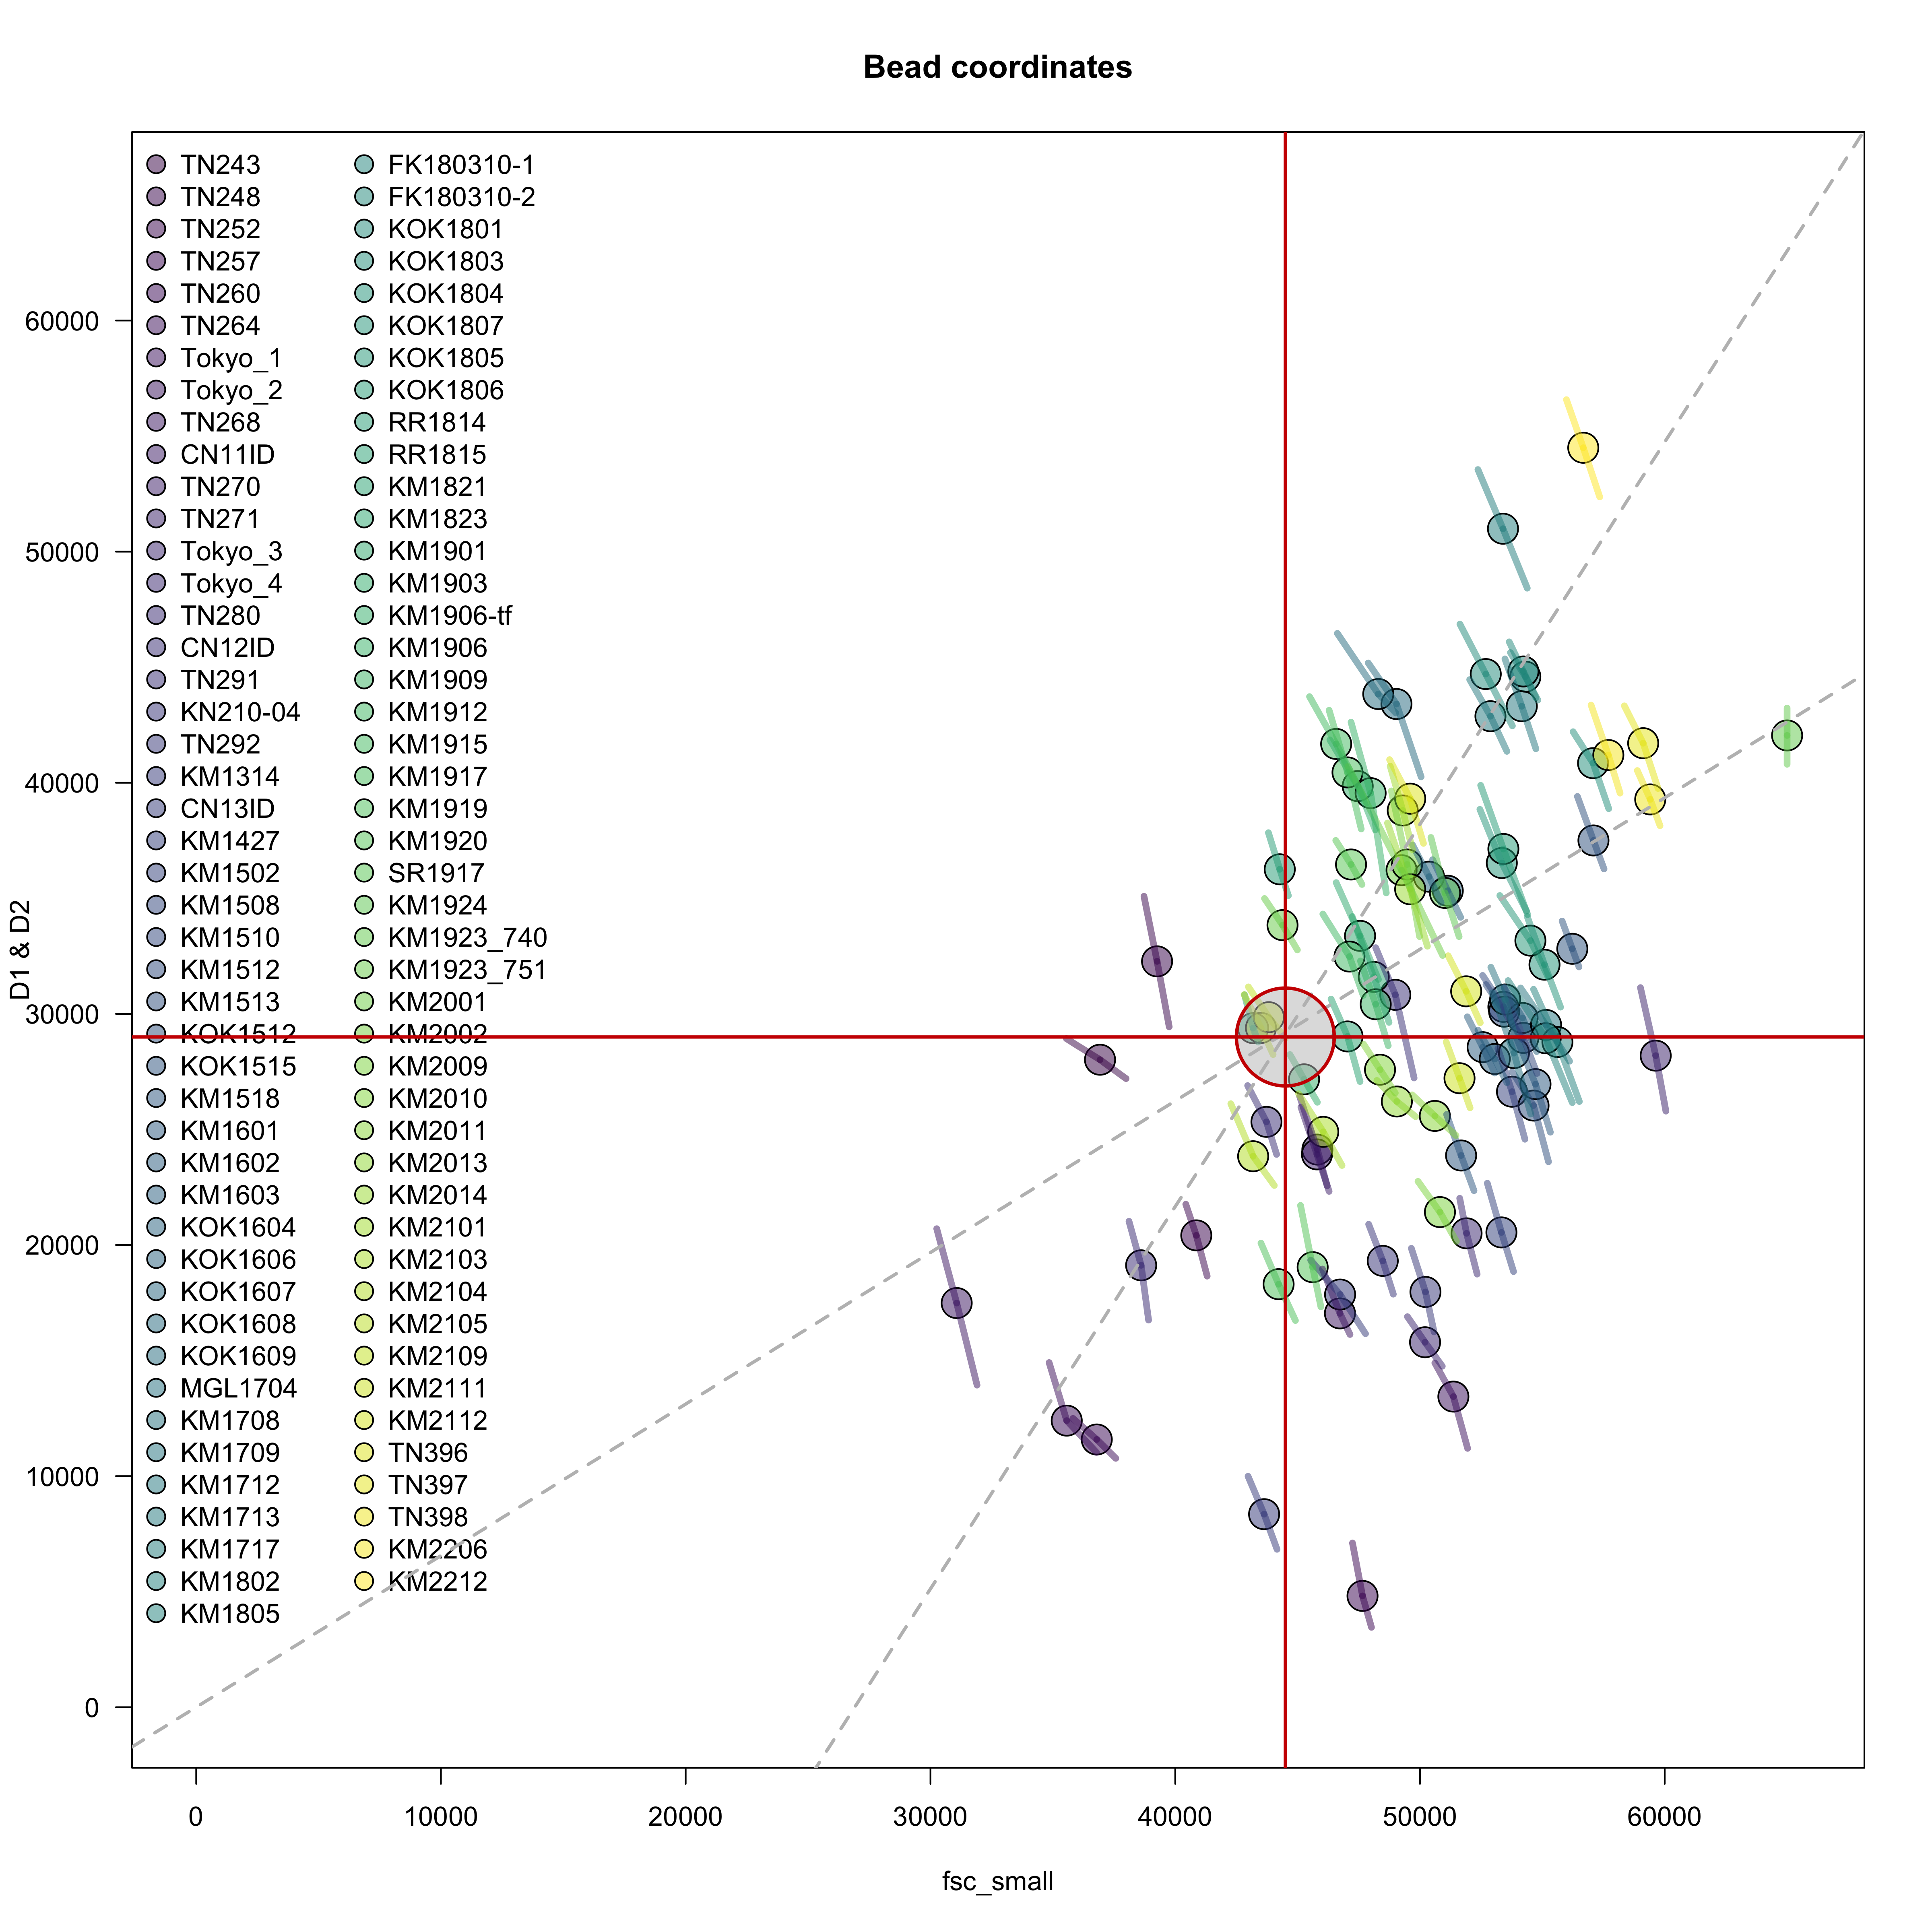 Bead coordinates
TN243
TN248
TN252
TN257
TN260
TN264
Tokyo_1
Tokyo_2
TN268
CN11ID
TN270
TN271
Tokyo_3
Tokyo_4
TN280
CN12ID
TN291
KN210-04
TN292
KM1314
CN13ID
KM1427
KM1502
KM1508
KM1510
KM1512
KM1513
KOK1512
KOK1515
KM1518
KM1601
KM1602
KM1603
KOK1604
KOK1606
KOK1607
KOK1608
KOK1609
MGL1704
KM1708
KM1709
KM1712
KM1713
KM1717
KM1802
KM1805
FK180310-1
FK180310-2
KOK1801
KOK1803
KOK1804
KOK1807
KOK1805
KOK1806
RR1814
RR1815
KM1821
KM1823
KM1901
KM1903
KM1906-tf
KM1906
KM1909
KM1912
KM1915
KM1917
KM1919
KM1920
SR1917
KM1924
KM1923_740
KM1923_751
KM2001
KM2002
KM2009
KM2010
KM2011
KM2013
KM2014
KM2101
KM2103
KM2104
KM2105
KM2109
KM2111
KM2112
TN396
TN397
TN398
KM2206
KM2212
60000
50000
40000
30000
20000
10000
0
D1 & D2
0 10000 20000 30000 40000 50000 60000
fsc_small